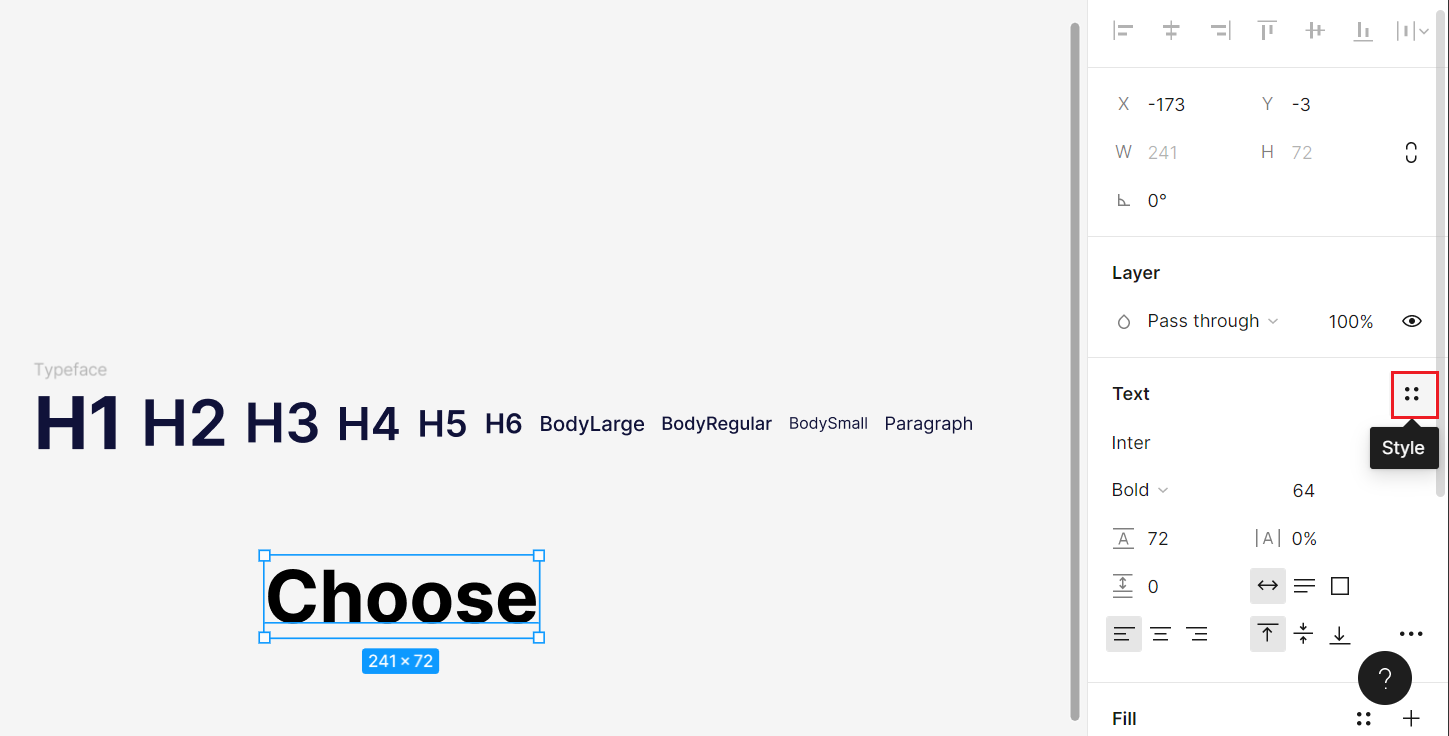 Typeface
H1 H2 H3 H4 H5 H6 BodyLarge BodyRegular BodySmall Paragraph
Choose
241 × 72
X -173 Y -3
W 241 H 72
0°
Layer
Pass through 100%
Text
Inter
Style
Bold 64
A 72 |A| 0%
0
?
Fill